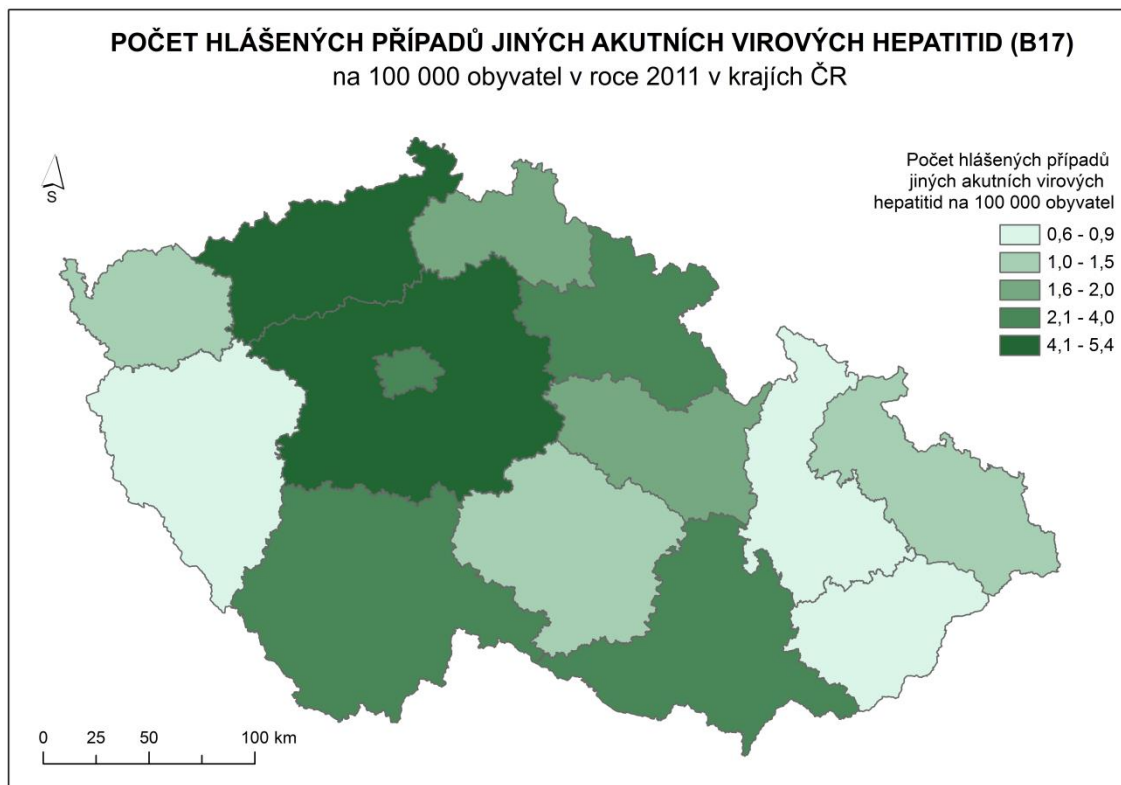 POČET HLÁŠENÝCH PŘÍPADŮ JINÝCH AKUTNÍCH VIROVÝCH HEPATITID (B17)
na 100 000 obyvatel v roce 2011 v krajích ČR
S
Počet hlášených případů
jiných akutních virových
hepatitid na 100 000 obyvatel
0,6 - 0,9
1,0 - 1,5
1,6 - 2,0
2,1 - 4,0
4,1 - 5,4
0 25 50 100 km